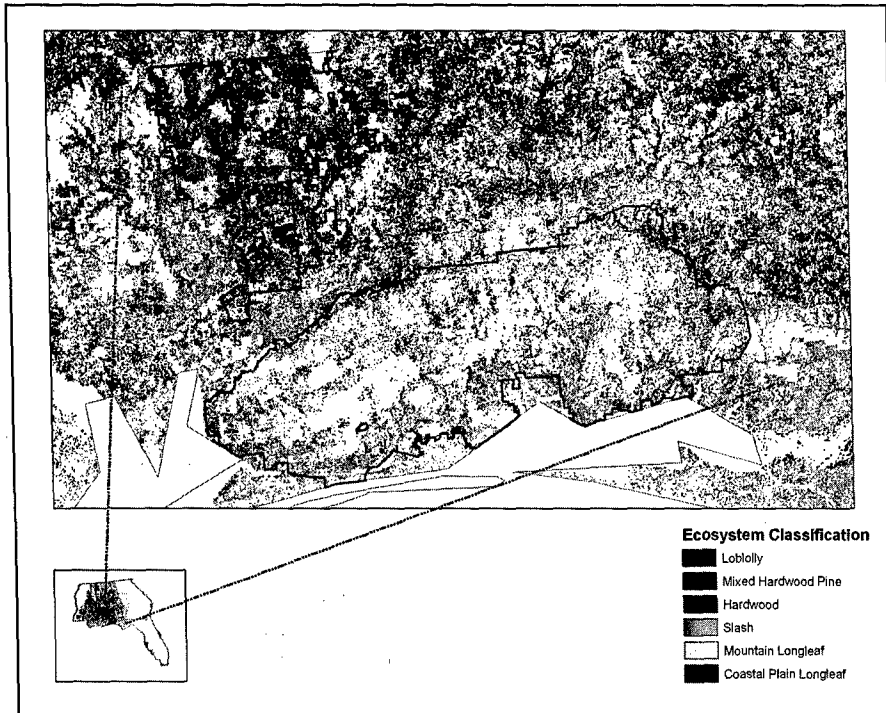 Ecosystem Classification
Loblolly
Mixed Hardwood Pine
Hardwood
Slash
Mountain Longleaf
Coastal Plain Longleaf